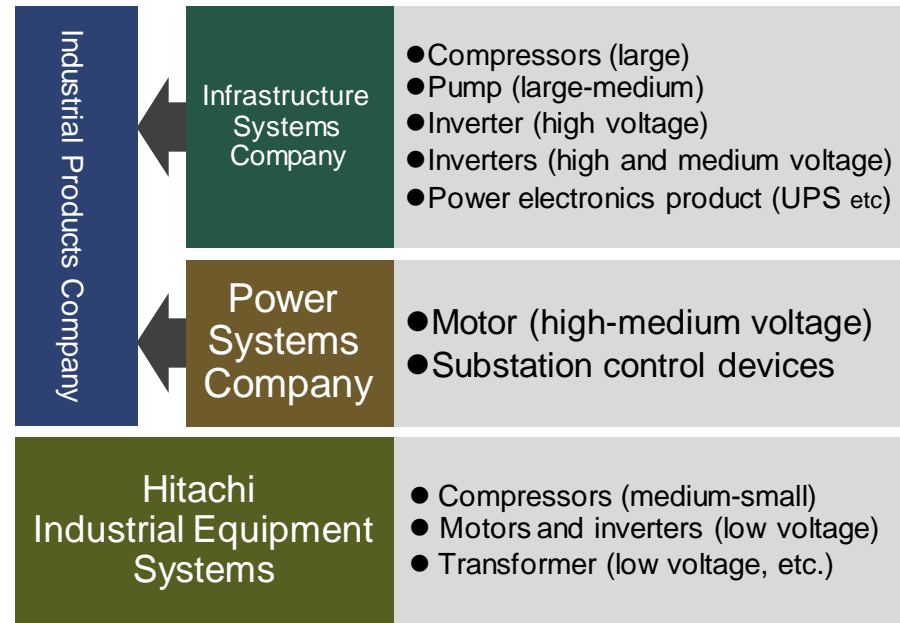 Industrial Products Company
Infrastructure
Systems
Company
●Compressors (large)
●Pump (large-medium)
●Inverter (high voltage)
●Inverters (high and medium voltage)
●Power electronics product (UPS etc)
Power
Systems
Company
●Motor (high-medium voltage)
●Substation control devices
Hitachi
Industrial Equipment
Systems
● Compressors (medium-small)
● Motors and inverters (low voltage)
● Transformer (low voltage, etc.)